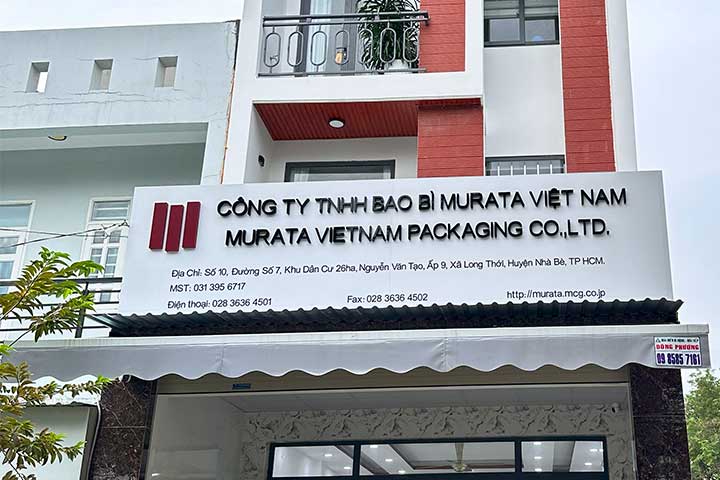 CÔNG TY TNHH BAO BÌ MURATA VIỆT NAM
MURATA VIETNAM PACKAGING CO.,LTD.
Địa Chỉ: Số 10, Đường Số 7, Khu Dân Cư 26ha, Nguyễn Văn Tạo, Ấp 9, Xã Long Thới, Huyện Nhà Bè, TP HCM.
MST: 031 395 6717
Điện thoại: 028 3636 4501 Fax: 028 3636 4502 http://murata.mcg.co.jp
ĐÔNG PHƯƠNG
09 8585 7161